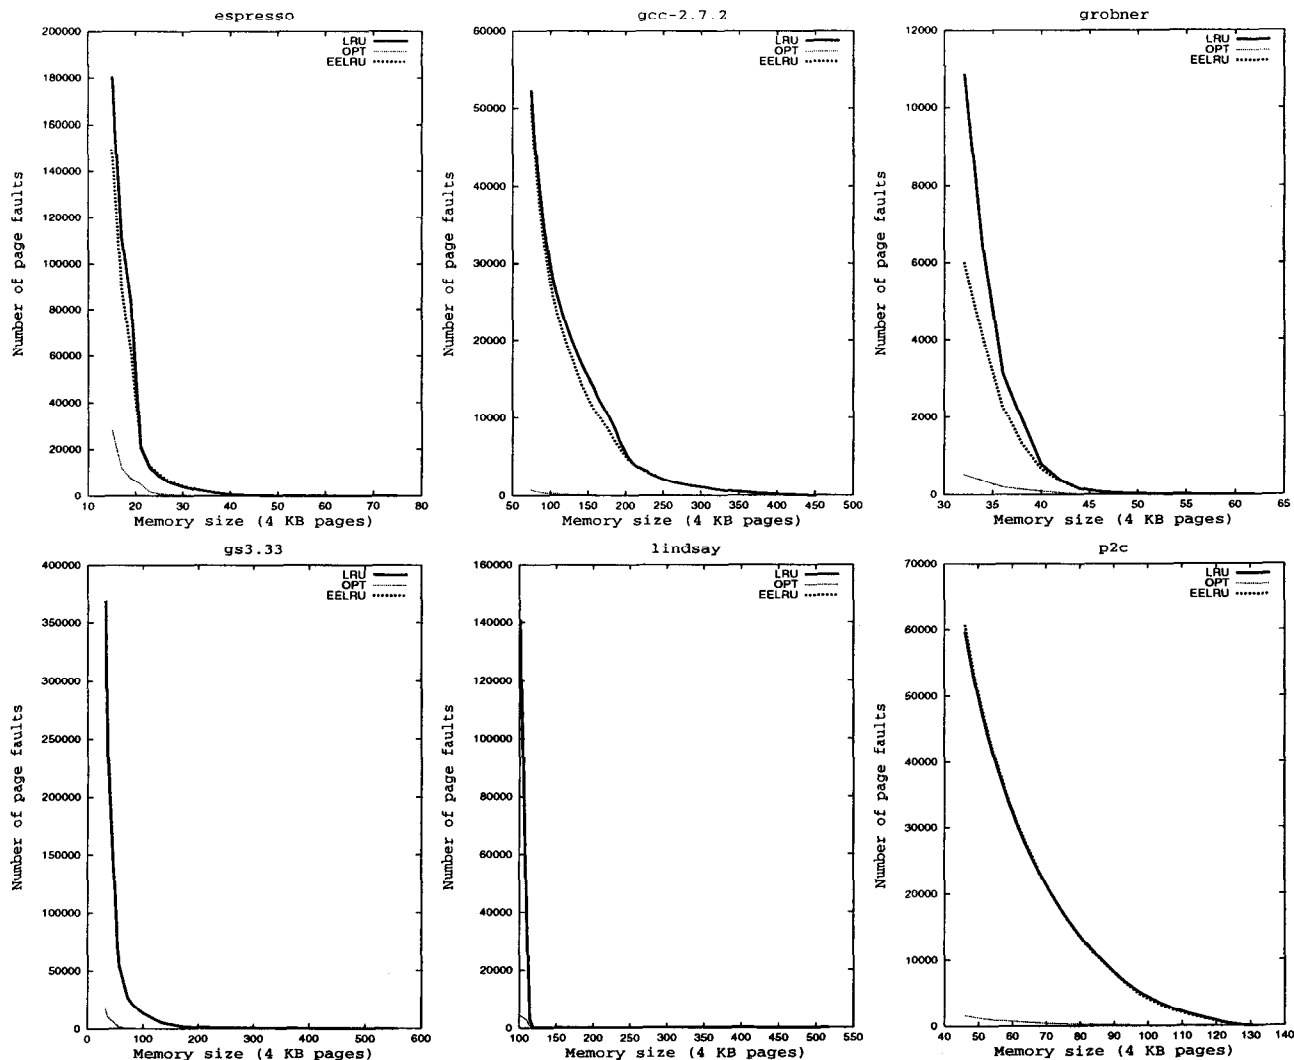 espresso
200000
180000
160000
140000
120000
100000
80000
60000
40000
20000
0
Number of page faults
LRU
OPT
EELRU
10 20 30 40 50 60 70 80
Memory size (4 KB pages)
gcc-2.7.2
60000
50000
40000
30000
20000
10000
0
Number of page faults
LRU
OPT
EELRU
50 100 150 200 250 300 350 400 450 500
Memory size (4 KB pages)
grobner
12000
10000
8000
6000
4000
2000
0
Number of page faults
LRU
OPT
EELRU
30 35 40 45 50 55 60 65
Memory size (4 KB pages)
gs3.33
400000
350000
300000
250000
200000
150000
100000
50000
0
Number of page faults
LRU
OPT
EELRU
0 100 200 300 400 500 600
Memory size (4 KB pages)
lindsay
160000
140000
120000
100000
80000
60000
40000
20000
0
Number of page faults
LRU
OPT
EELRU
100 150 200 250 300 350 400 450 500 550
Memory size (4 KB pages)
p2c
70000
60000
50000
40000
30000
20000
10000
0
Number of page faults
LRU
OPT
EELRU
40 50 60 70 80 90 100 110 120 130 140
Memory size (4 KB pages)